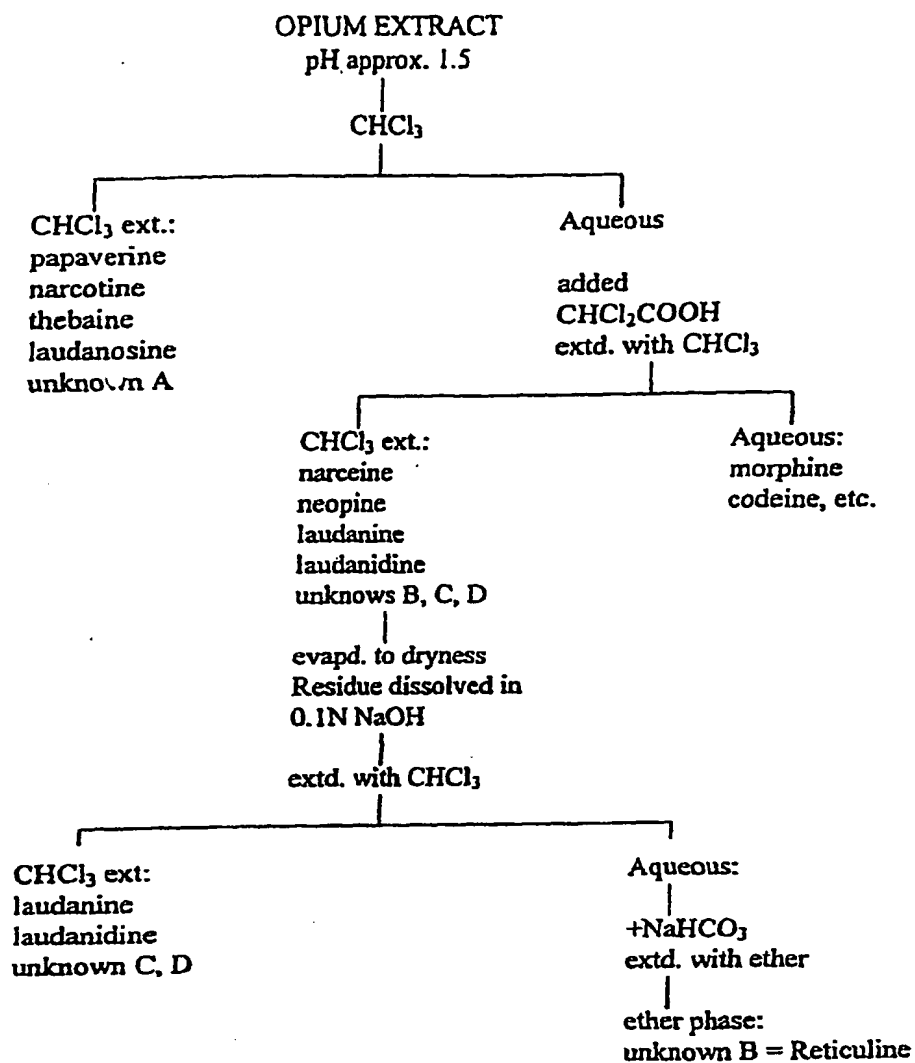 OPIUM EXTRACT
pH approx. 1.5
CHCl₃
CHCl₃ ext.:
papaverine
narcotine
thebaine
laudanosine
unknown A
Aqueous
added
CHCl₂COOH
extd. with CHCl₃
CHCl₃ ext.:
narceine
neopine
laudanine
laudanidine
unknows B, C, D
Aqueous:
morphine
codeine, etc.
evapd. to dryness
Residue dissolved in
0.1N NaOH
extd. with CHCl₃
CHCl₃ ext:
laudanine
laudanidine
unknown C, D
Aqueous:
+NaHCO₃
extd. with ether
ether phase:
unknown B = Reticuline